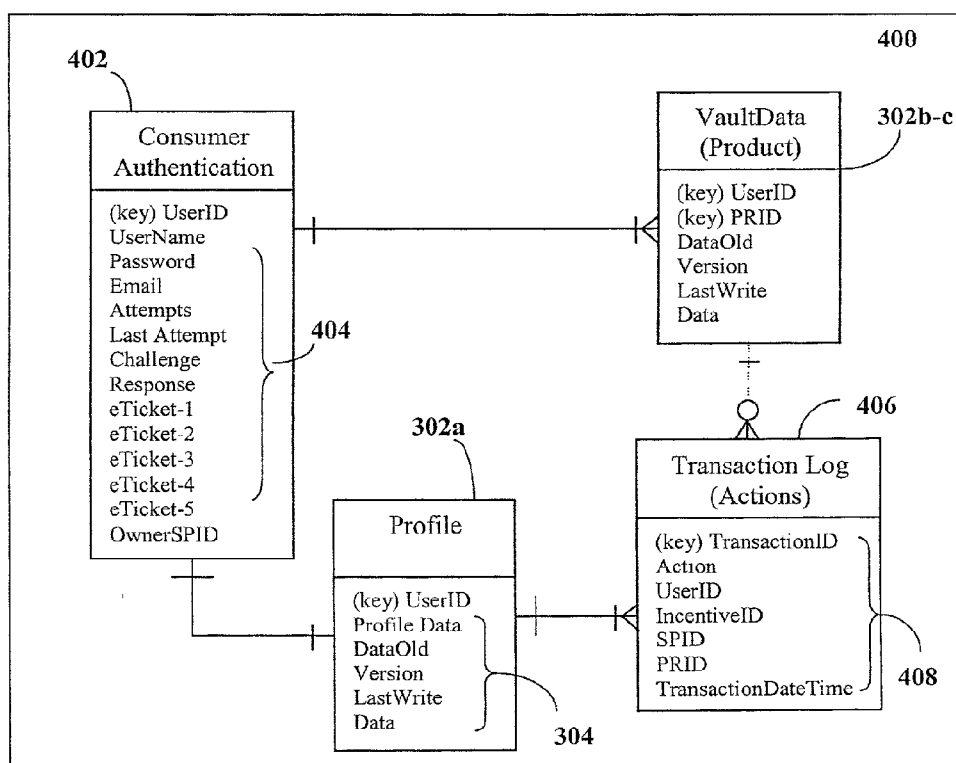 400
402
Consumer
Authentication
(key) UserID
UserName
Password
Email
Attempts
Last Attempt
Challenge
Response
eTicket-1
eTicket-2
eTicket-3
eTicket-4
eTicket-5
OwnerSPID
404
VaultData
(Product)
302b-c
(key) UserID
(key) PRID
DataOld
Version
LastWrite
Data
302a
Profile
(key) UserID
Profile Data
DataOld
Version
LastWrite
Data
304
406
Transaction Log
(Actions)
(key) TransactionID
Action
UserID
IncentiveID
SPID
PRID
TransactionDateTime
408